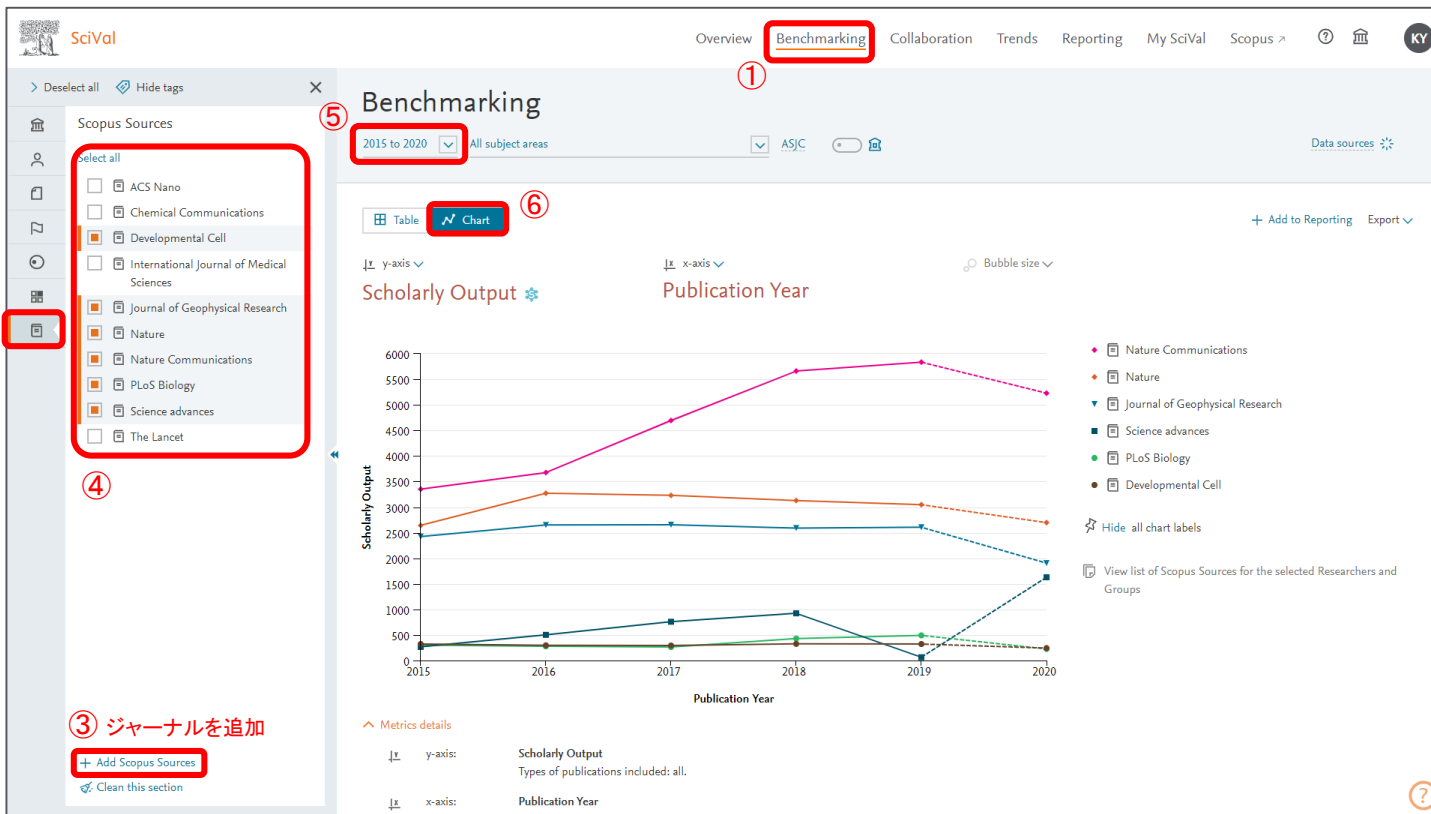 SciVal
Overview Benchmarking Collaboration Trends Reporting My SciVal Scopus ↗ ? KY
①
Deselect all Hide tags
Scopus Sources
Select all
ACS Nano
Chemical Communications
Developmental Cell
International Journal of Medical
Sciences
Journal of Geophysical Research
Nature
Nature Communications
PLoS Biology
Science advances
The Lancet
④
③ ジャーナルを追加
+ Add Scopus Sources
Clean this section
Benchmarking
⑤
2015 to 2020 All subject areas ASJC Data sources
Table Chart ⑥ + Add to Reporting Export
y-axis x-axis Bubble size
Scholarly Output Publication Year
6000
5500
5000
4500
4000
3500
3000
2500
2000
1500
1000
500
0
Scholarly Output
2015 2016 2017 2018 2019 2020
Publication Year
Nature Communications
Nature
Journal of Geophysical Research
Science advances
PLoS Biology
Developmental Cell
Hide all chart labels
View list of Scopus Sources for the selected Researchers and
Groups
Metrics details
y-axis: Scholarly Output
Types of publications included: all.
x-axis: Publication Year
?